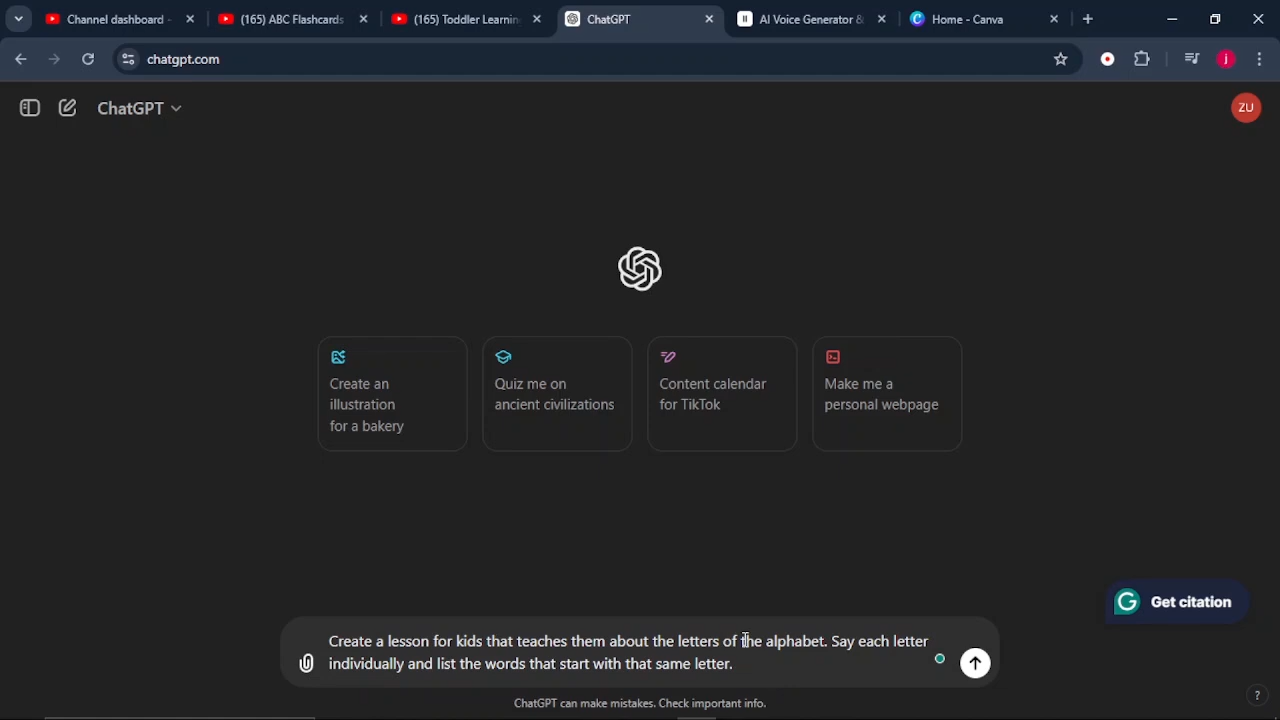 Channel dashboard -
(165) ABC Flashcards
(165) Toddler Learnin
ChatGPT
AI Voice Generator &
Home - Canva
chatgpt.com
j
ChatGPT
ZU
Create an
illustration
for a bakery
Quiz me on
ancient civilizations
Content calendar
for TikTok
Make me a
personal webpage
Get citation
Create a lesson for kids that teaches them about the letters of the alphabet. Say each letter
individually and list the words that start with that same letter.
ChatGPT can make mistakes. Check important info.
?